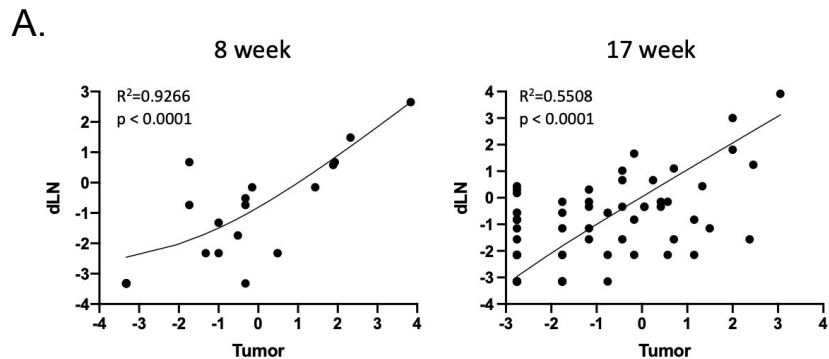 A.
8 week
R²=0.9266
p < 0.0001
3
2
1
0
-1
-2
-3
-4
dLN
-4 -3 -2 -1 0 1 2 3 4
Tumor
17 week
R²=0.5508
p < 0.0001
4
3
2
1
0
-1
-2
-3
-4
dLN
-3 -2 -1 0 1 2 3 4
Tumor